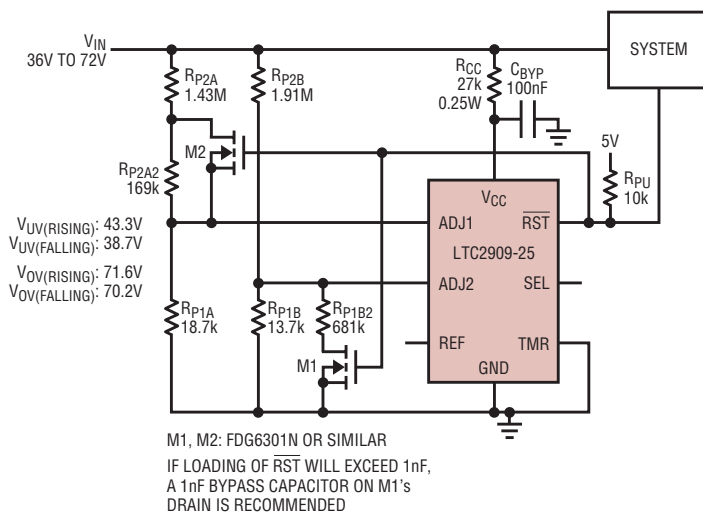 VIN
36V TO 72V
RP2A
1.43M
RP2B
1.91M
RCC
27k
0.25W
CBYP
100nF
SYSTEM
M2
RP2A2
169k
5V
RPU
10k
VCC
ADJ1
RST
LTC2909-25
ADJ2
SEL
REF
TMR
GND
VUV(RISING): 43.3V
VUV(FALLING): 38.7V
VOV(RISING): 71.6V
VOV(FALLING): 70.2V
RP1A
18.7k
RP1B
13.7k
RP1B2
681k
M1
M1, M2: FDG6301N OR SIMILAR
IF LOADING OF RST WILL EXCEED 1nF,
A 1nF BYPASS CAPACITOR ON M1's
DRAIN IS RECOMMENDED